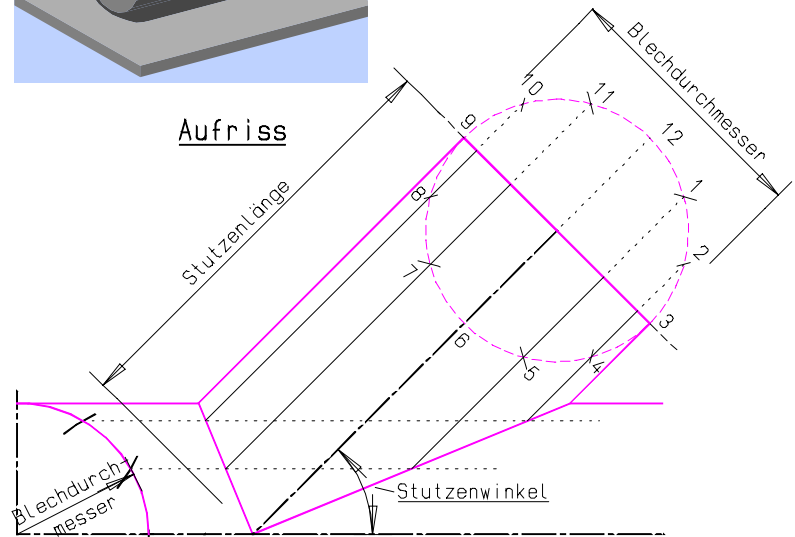 Aufriss
Stutzenlänge
Blechdurchmesser
9
10
11
12
1
2
3
4
5
6
7
8
Blechdurch-
messer
Stutzenwinkel